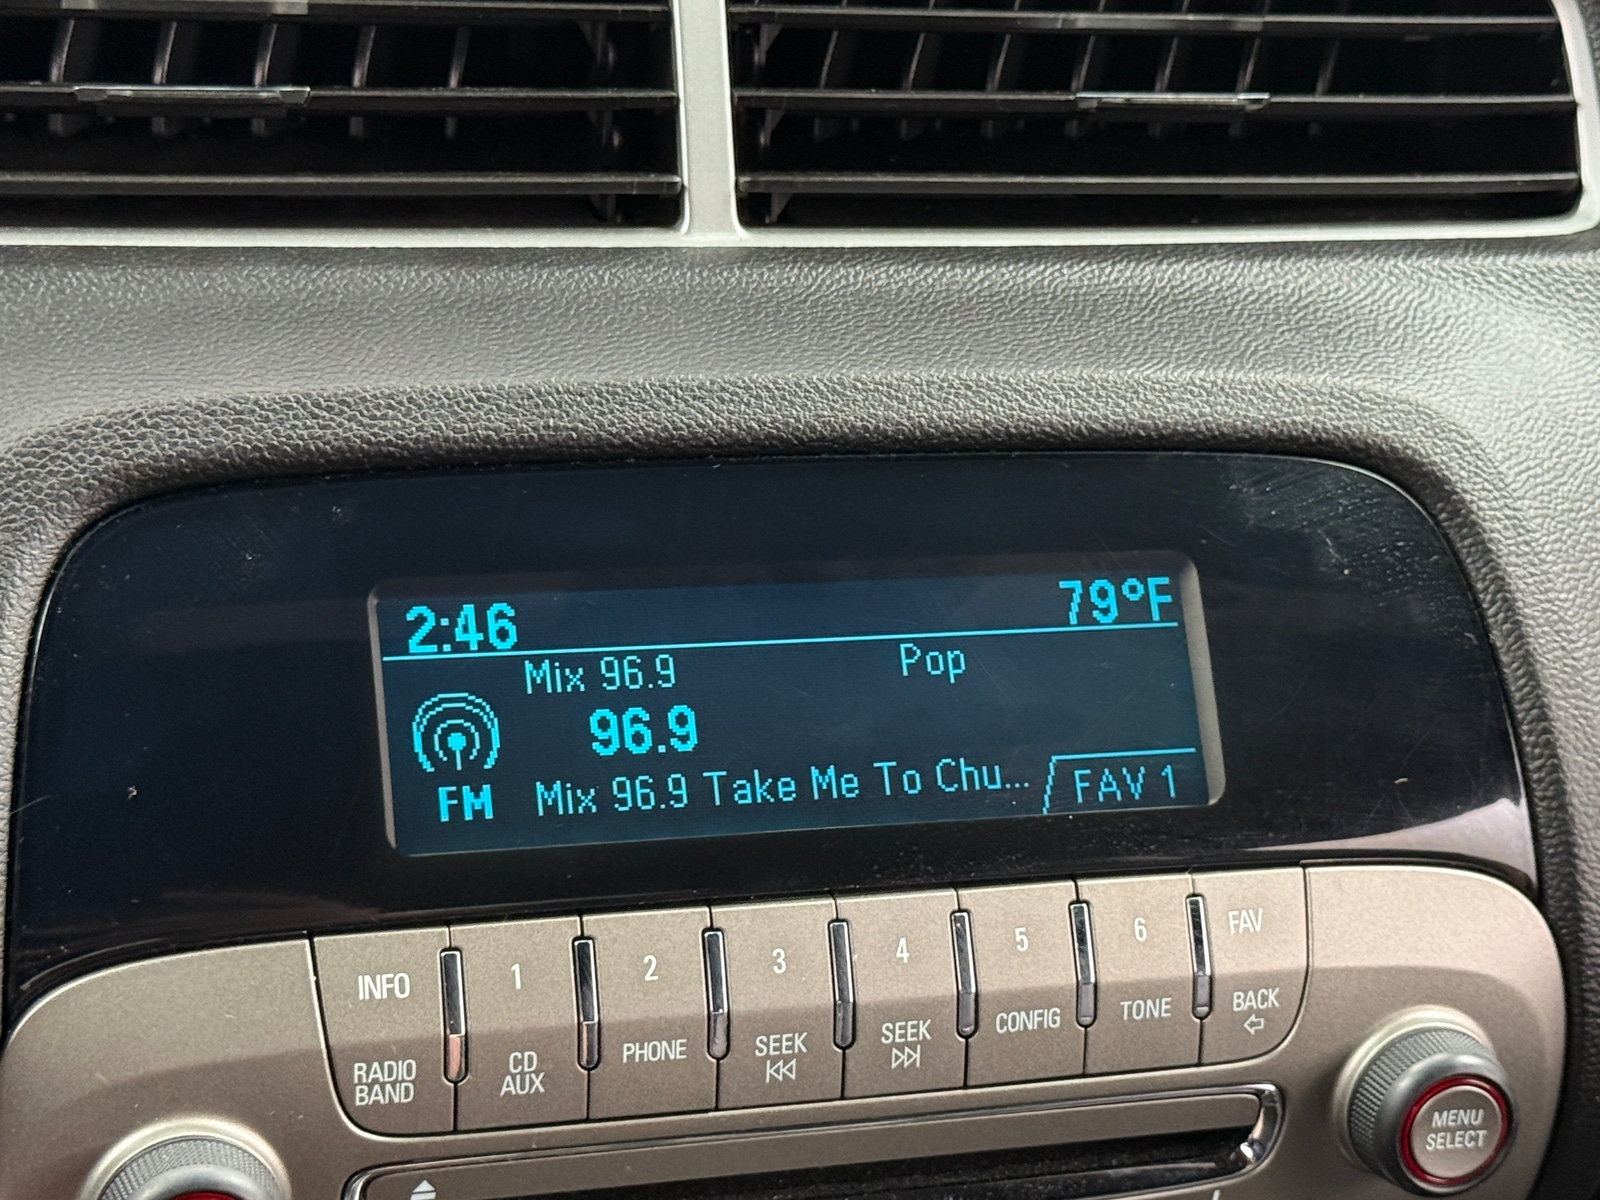 2:46 79°F
Mix 96.9 Pop
96.9
FM Mix 96.9 Take Me To Chu... FAV 1
INFO 1 2 3 4 5 6 FAV
RADIO BAND CD AUX PHONE SEEK SEEK CONFIG TONE BACK
MENU
SELECT